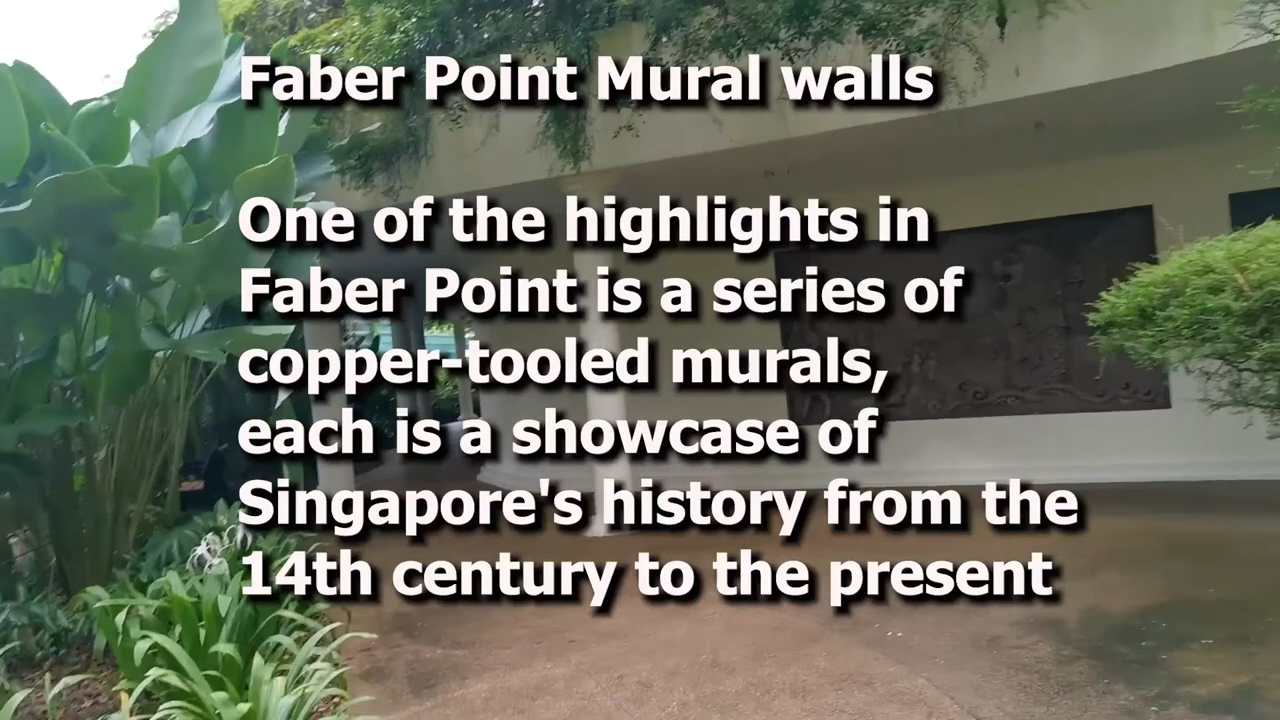 Faber Point Mural walls
One of the highlights in
Faber Point is a series of
copper-tooled murals,
each is a showcase of
Singapore's history from the
14th century to the present